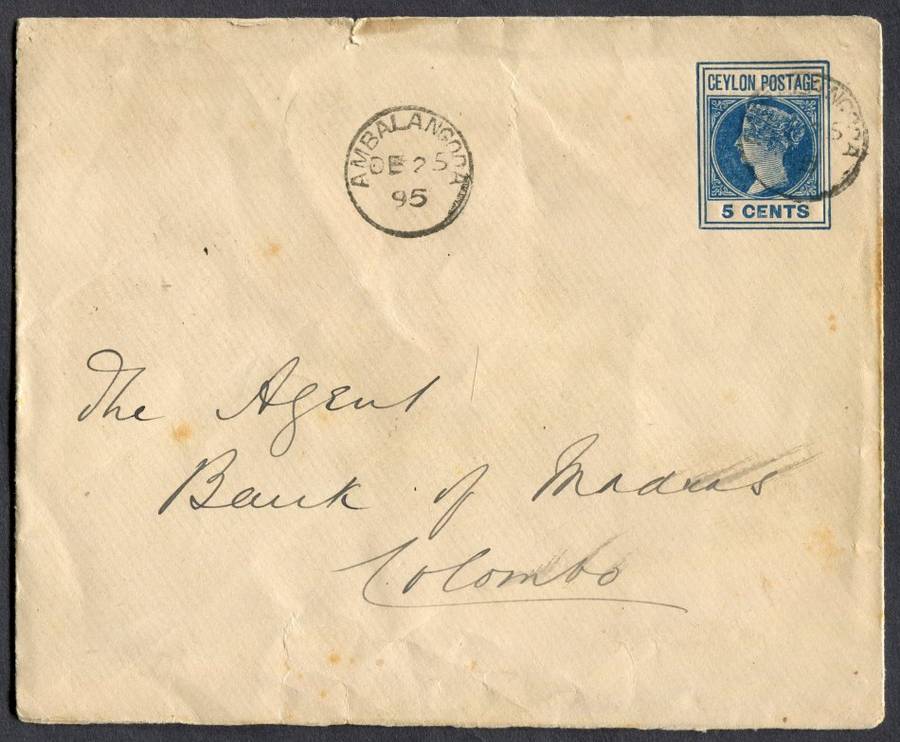 CEYLON POSTAGE
5 CENTS
AMBALANGODA
DE 25
95
The Agent
Bank of Madras
Colombo